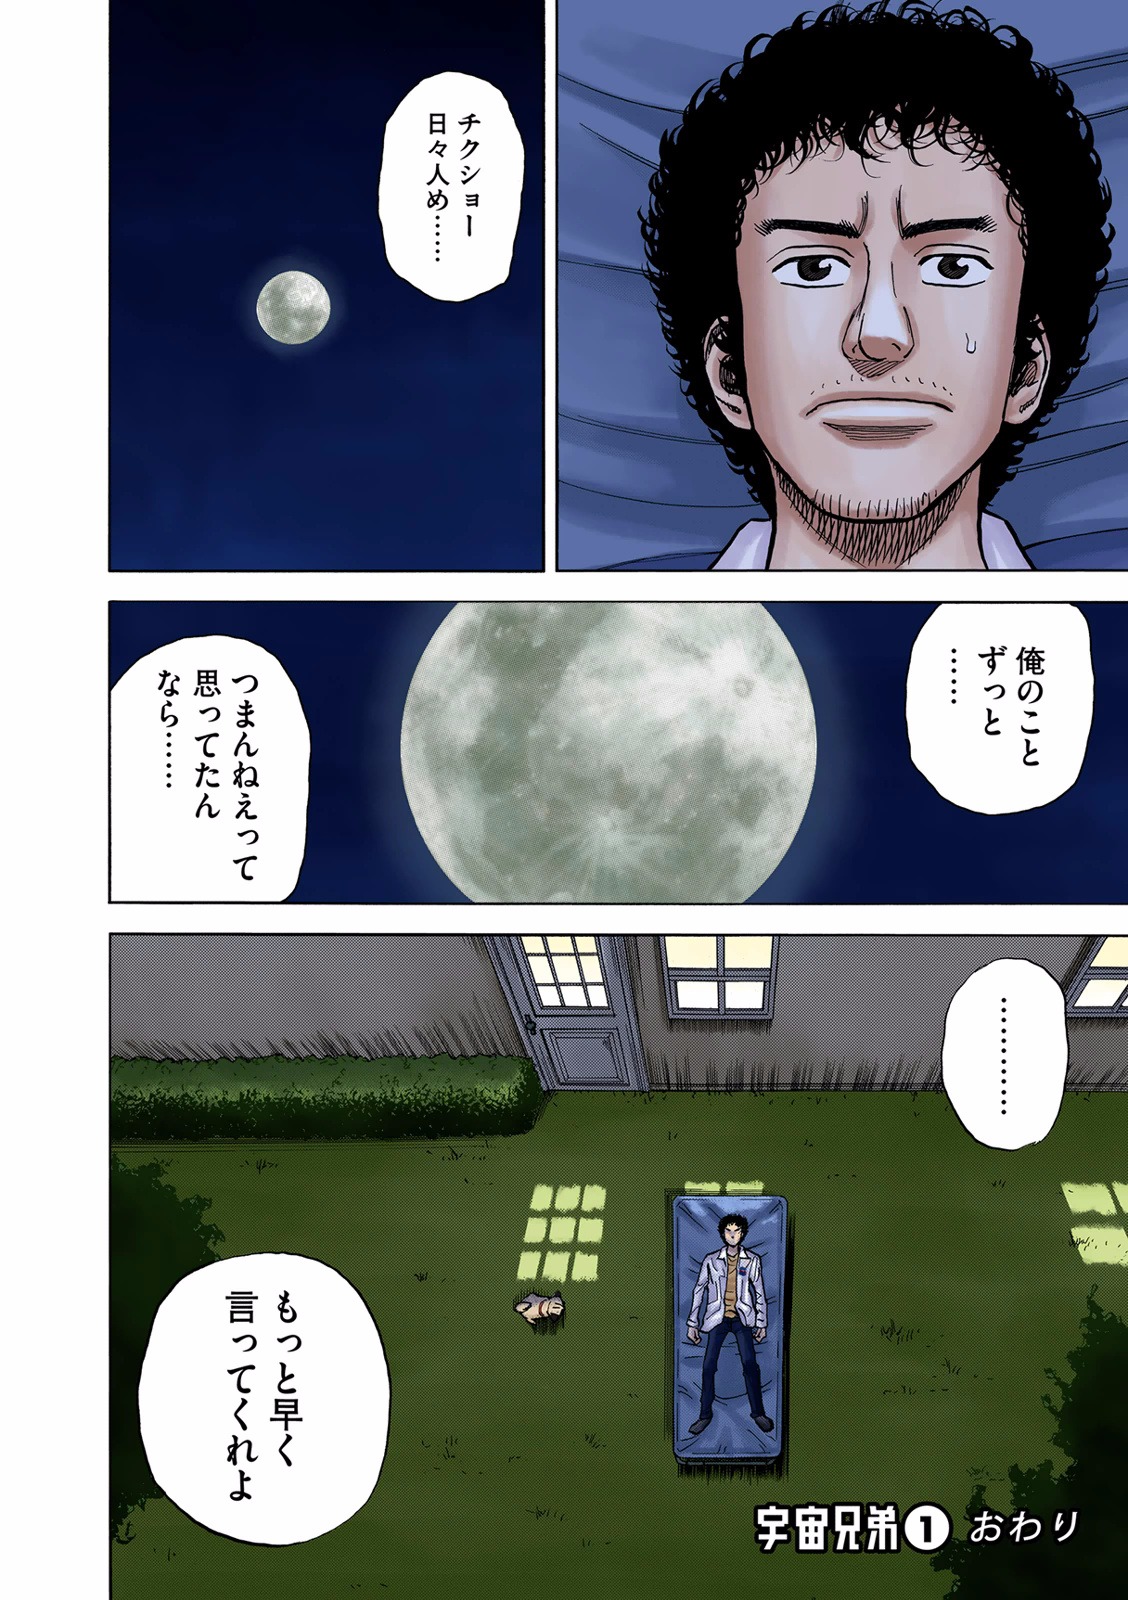 チクショー
日々人め……
俺のこと
ずっと
……
つまんねえって
思ってたん
なら……
…………
もっと早く
言ってくれよ
宇宙兄弟① おわり